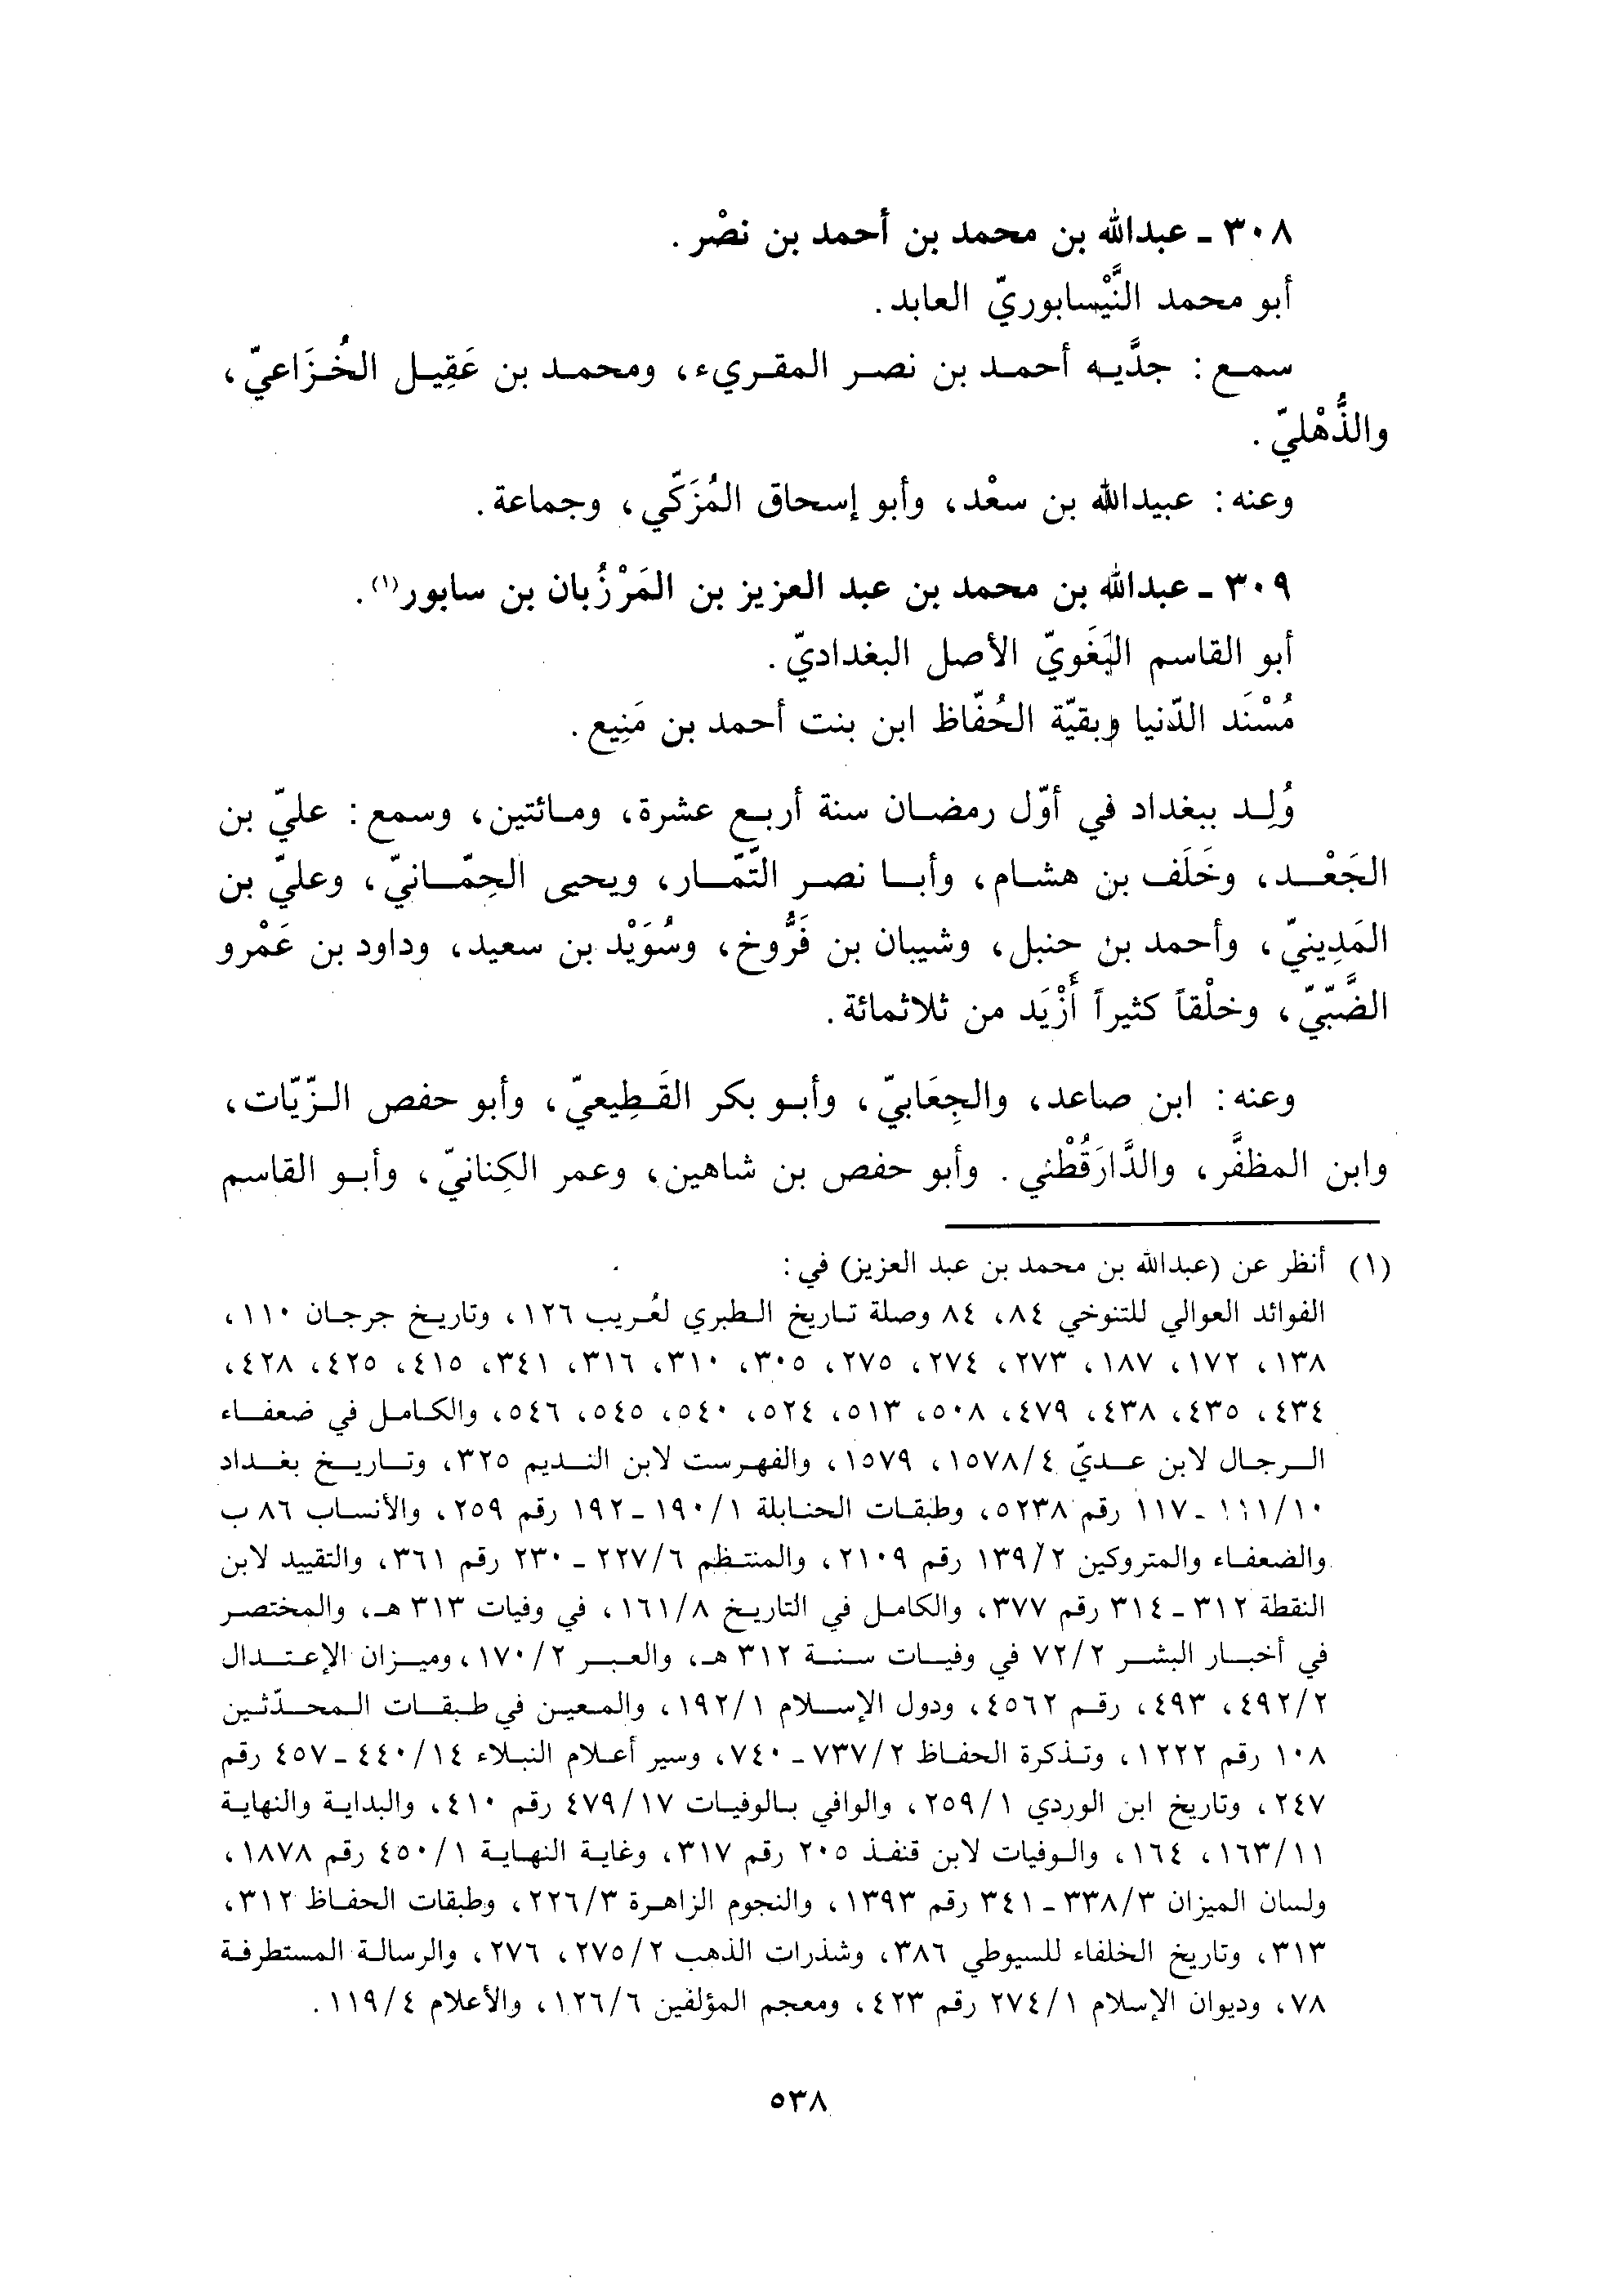 ٣٠٨ ـ عبدالله بن محمد بن أحمد بن نصْر.
أبو محمد النَّيْسابوريّ العابد.
سمع: جدَّيه أحمد بن نصر المقريء، ومحمد بن عَقِيل الخُزَاعيّ،
والذُّهْليّ.
وعنه: عبيدالله بن سعْد، وأبو إسحاق المُزَكّي، وجماعة.
٣٠٩ ـ عبدالله بن محمد بن عبد العزيز بن المَرْزُبان بن سابور(١).
أبو القاسم البَغَويّ الأصل البغداديّ.
مُسْنَد الدّنيا وبقيّة الحُفّاظ ابن بنت أحمد بن مَنِيع.
وُلِد ببغداد في أوّل رمضان سنة أربع عشرة، ومائتين، وسمع: عليّ بن
الجَعْد، وخَلَف بن هشام، وأبا نصر التّمّار، ويحيى الحِمّانيّ، وعليّ بن
المَدِينيّ، وأحمد بن حنبل، وشيبان بن فَرُّوخ، وسُوَيْد بن سعيد، وداود بن عَمْرو
الضَّبّيّ، وخلْقاً كثيراً أَزْيَد من ثلاثمائة.
وعنه: ابن صاعد، والجِعَابيّ، وأبو بكر القَطِيعيّ، وأبو حفص الزّيّات،
وابن المظفَّر، والدَّارَقُطْني. وأبو حفص بن شاهين، وعمر الكِنانيّ، وأبو القاسم
(١) أنظر عن (عبدالله بن محمد بن عبد العزيز) في:
الفوائد العوالي للتنوخي ٨٤، ٨٤ وصلة تاريخ الطبري لعُريب ١٢٦، وتاريخ جرجان ١١٠،
١٣٨، ١٧٢، ١٨٧، ٢٧٣، ٢٧٤، ٢٧٥، ٣٠٥، ٣١٠، ٣١٦، ٣٤١، ٤١٥، ٤٢٥، ٤٢٨،
٤٣٤، ٤٣٥، ٤٣٨، ٤٧٩، ٥٠٨، ٥١٣، ٥٢٤، ٥٤٠، ٥٤٥، ٥٤٦، والكامل في ضعفاء
الرجال لابن عديّ ٤/١٥٧٨، ١٥٧٩، والفهرست لابن النديم ٣٢٥، وتاريخ بغداد
١٠/١١١ ـ ١١٧ رقم ٥٢٣٨، وطبقات الحنابلة ١/١٩٠ ـ ١٩٢ رقم ٢٥٩، والأنساب ٨٦ ب
والضعفاء والمتروكين ٢/١٣٩ رقم ٢١٠٩، والمنتظم ٦/٢٢٧ ـ ٢٣٠ رقم ٣٦١، والتقييد لابن
النقطة ٣١٢ ـ ٣١٤ رقم ٣٧٧، والكامل في التاريخ ٨/١٦١، في وفيات ٣١٣ هـ، والمختصر
في أخبار البشر ٢/٧٢ في وفيات سنة ٣١٢ هـ، والعبر ٢/١٧٠، وميزان الإعتدال
٢/٤٩٢، ٤٩٣، رقم ٤٥٦٢، ودول الإسلام ١/١٩٢، والمعين في طبقات المحدّثين
١٠٨ رقم ١٢٢٢، وتذكرة الحفاظ ٢/٧٣٧ ـ ٧٤٠، وسير أعلام النبلاء ١٤/٤٤٠ ـ ٤٥٧ رقم
٢٤٧، وتاريخ ابن الوردي ١/٢٥٩، والوافي بالوفيات ١٧/٤٧٩ رقم ٤١٠، والبداية والنهاية
١١/١٦٣، ١٦٤، والوفيات لابن قنفذ ٢٠٥ رقم ٣١٧، وغاية النهاية ١/٤٥٠ رقم ١٨٧٨،
ولسان الميزان ٣/٣٣٨ ـ ٣٤١ رقم ١٣٩٣، والنجوم الزاهرة ٣/٢٢٦، وطبقات الحفاظ ٣١٢،
٣١٣، وتاريخ الخلفاء للسيوطي ٣٨٦، وشذرات الذهب ٢/٢٧٥، ٢٧٦، والرسالة المستطرفة
٧٨، وديوان الإسلام ١/٢٧٤ رقم ٤٢٣، ومعجم المؤلفين ٦/١٢٦، والأعلام ٤/١١٩.
٥٣٨